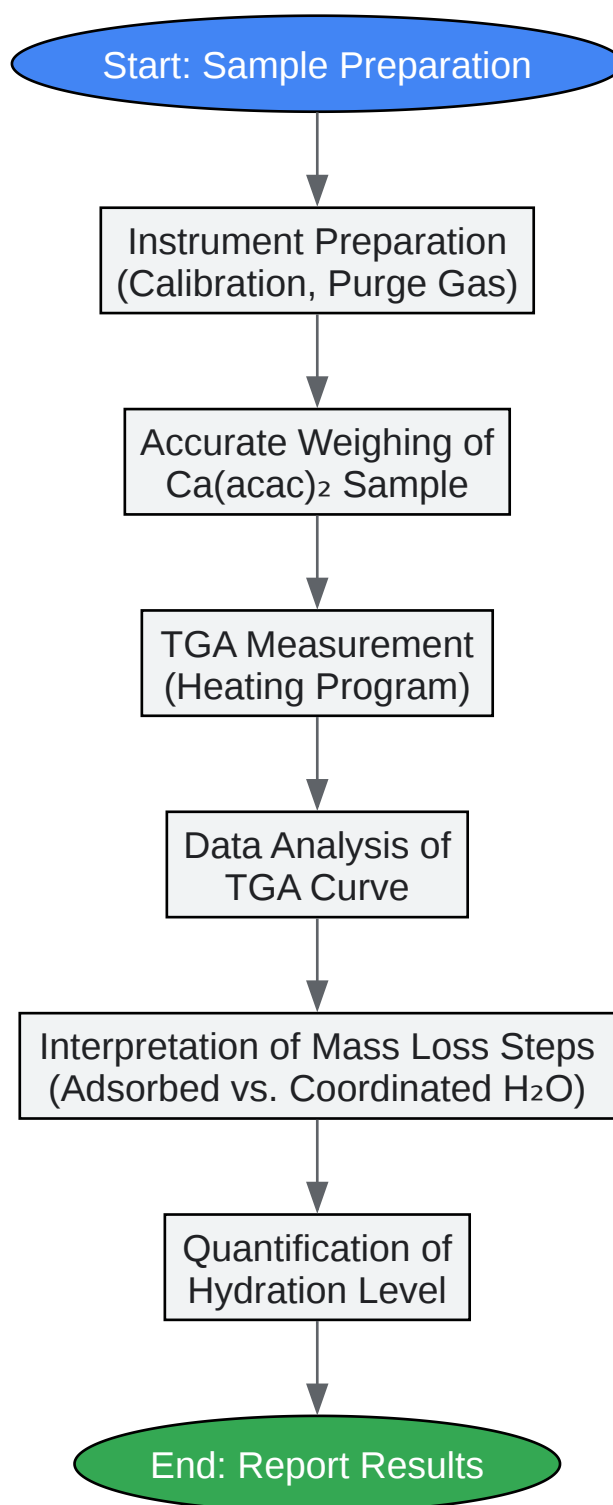 Start: Sample Preparation
Instrument Preparation
(Calibration, Purge Gas)
Accurate Weighing of
Ca(acac)₂ Sample
TGA Measurement
(Heating Program)
Data Analysis of
TGA Curve
Interpretation of Mass Loss Steps
(Adsorbed vs. Coordinated H₂O)
Quantification of
Hydration Level
End: Report Results